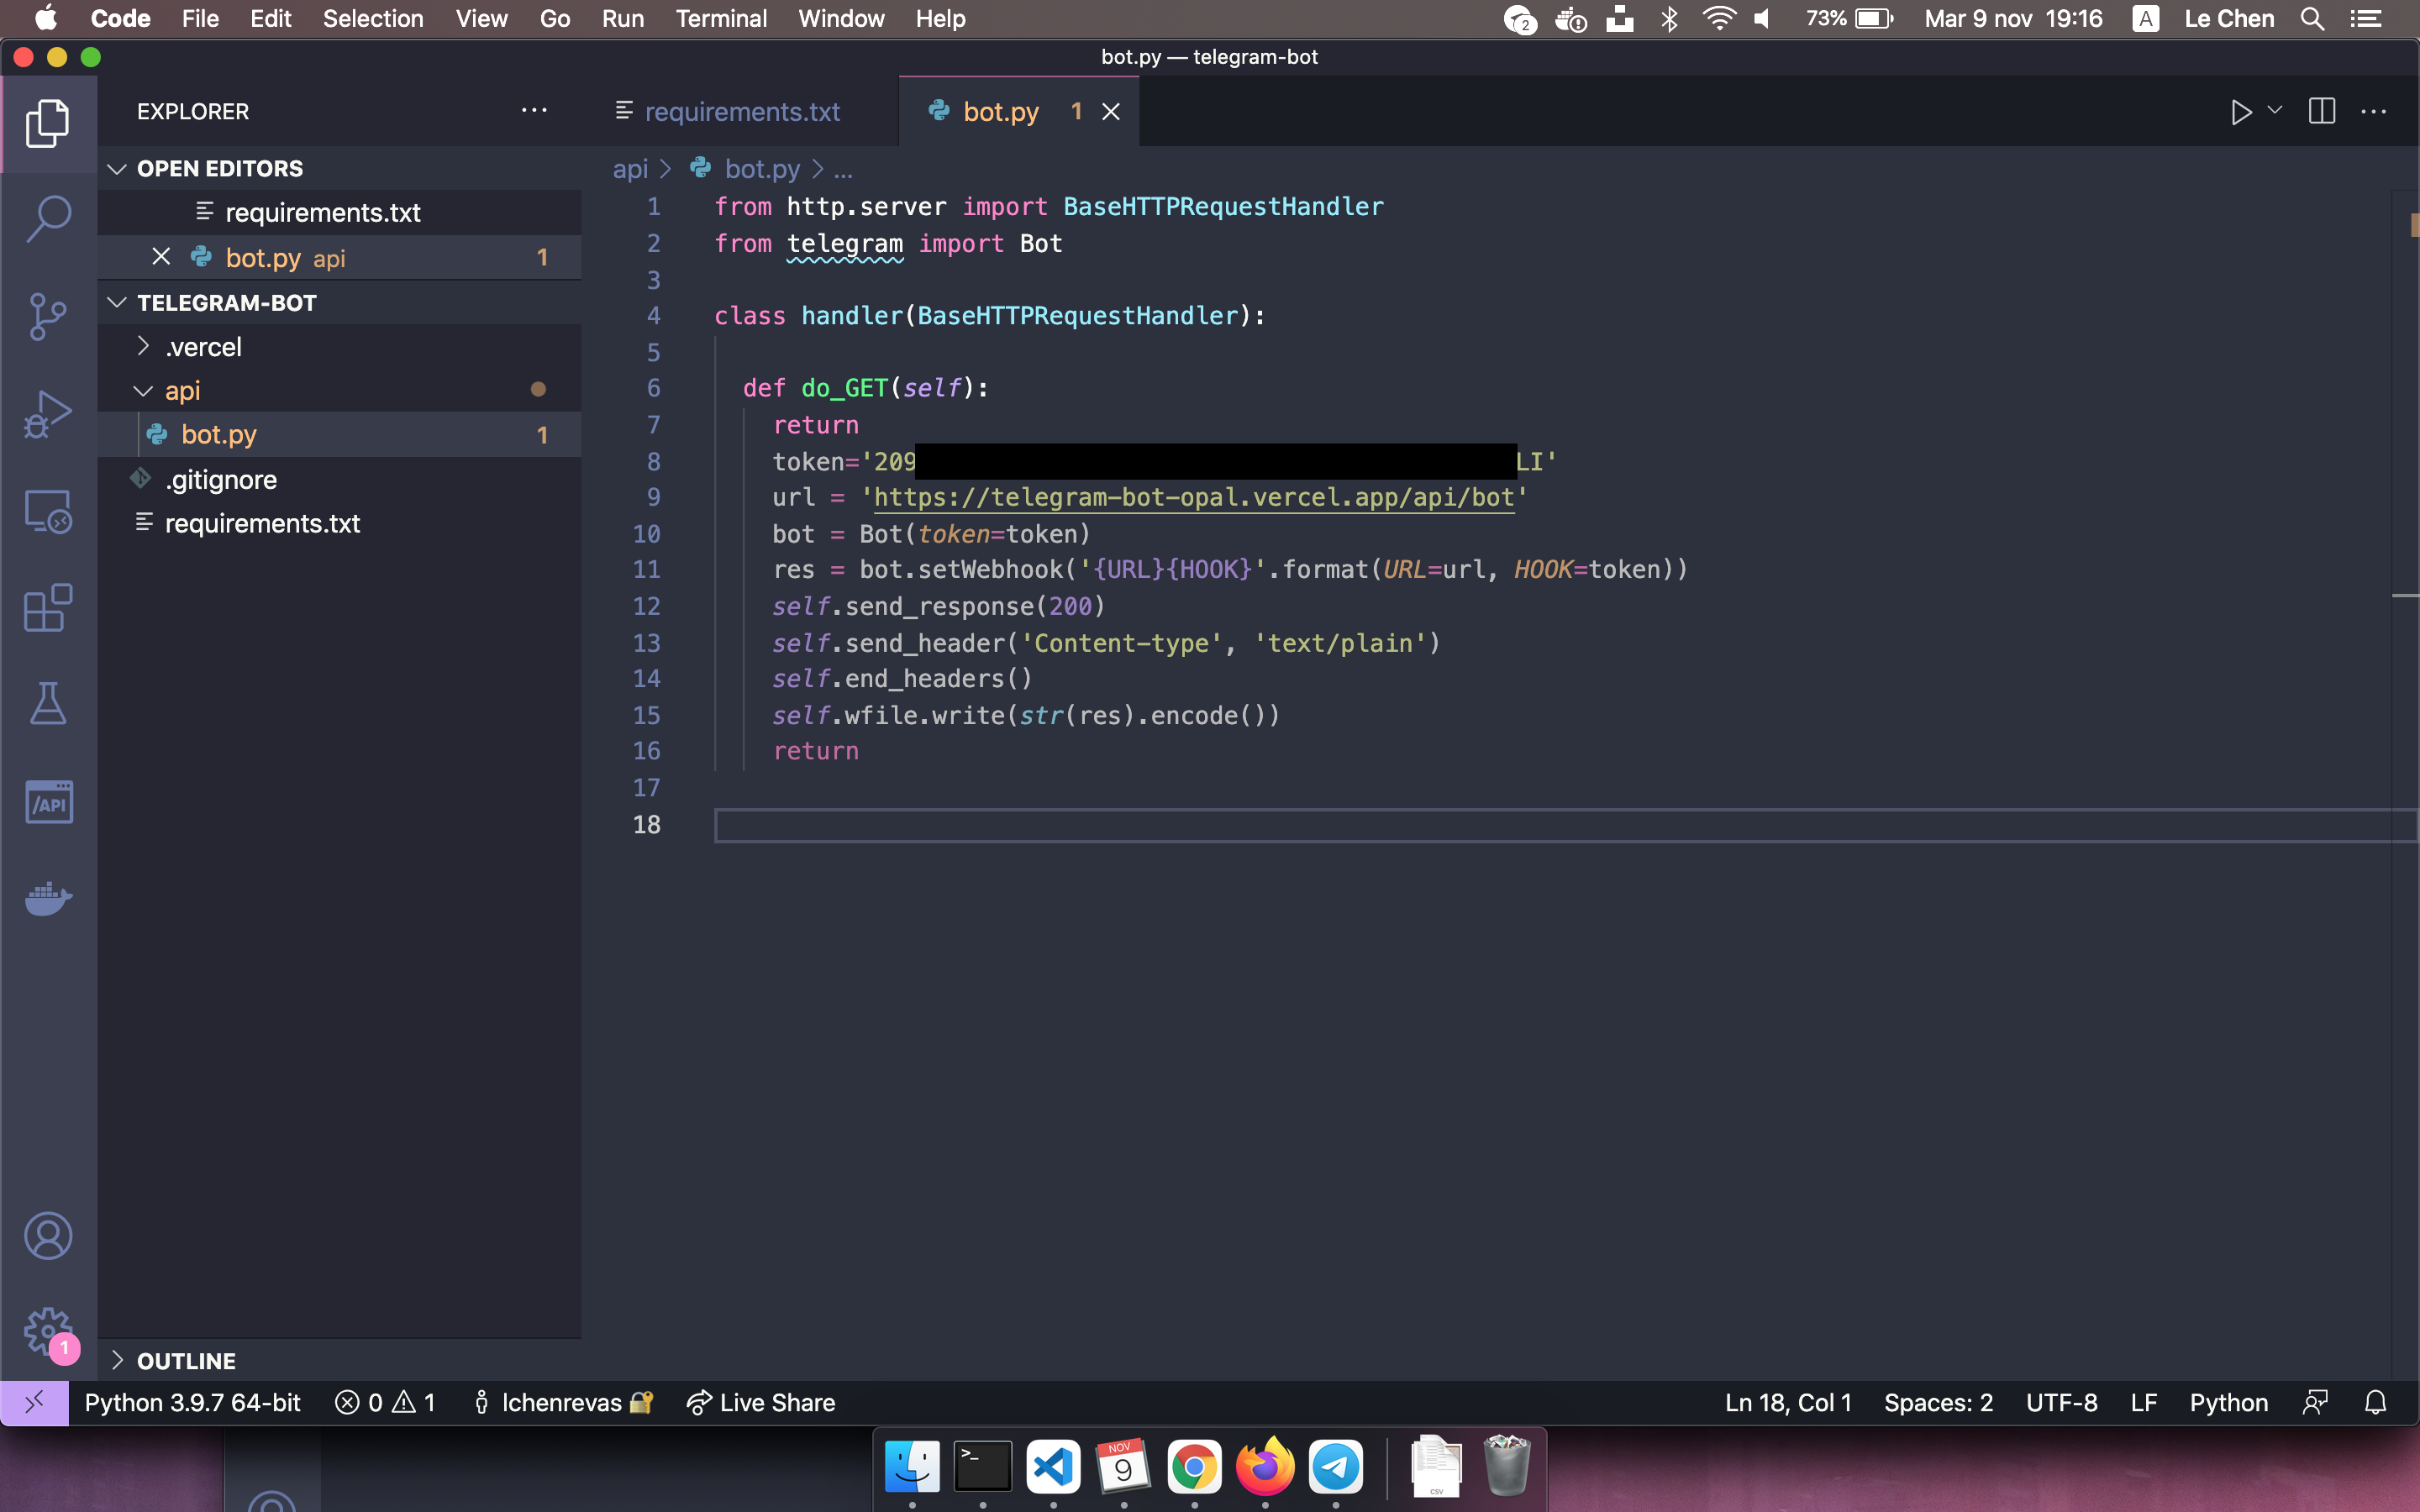 Code File Edit Selection View Go Run Terminal Window Help 2 73% Mar 9 nov 19:16 A Le Chen
bot.py — telegram-bot
EXPLORER
requirements.txt
bot.py 1
OPEN EDITORS
requirements.txt
bot.py api 1
TELEGRAM-BOT
.vercel
api
bot.py 1
.gitignore
requirements.txt
OUTLINE
api > bot.py > ...
1 from http.server import BaseHTTPRequestHandler
2 from telegram import Bot
3
4 class handler(BaseHTTPRequestHandler):
5
6 def do_GET(self):
7 return
8 token='209 LI'
9 url = 'https://telegram-bot-opal.vercel.app/api/bot'
10 bot = Bot(token=token)
11 res = bot.setWebhook('{URL}{HOOK}'.format(URL=url, HOOK=token))
12 self.send_response(200)
13 self.send_header('Content-type', 'text/plain')
14 self.end_headers()
15 self.wfile.write(str(res).encode())
16 return
17
18
/API
1
Python 3.9.7 64-bit 0 1 lchenrevas Live Share Ln 18, Col 1 Spaces: 2 UTF-8 LF Python
>_
NOV
9
CSV